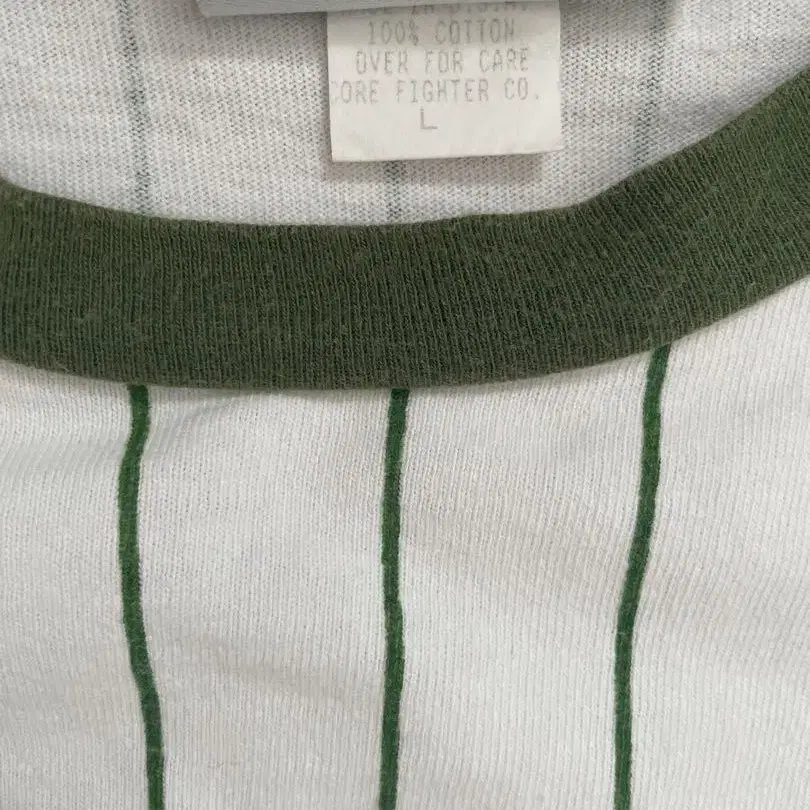 100% COTTON
OVER FOR CARE
ORE FIGHTER CO.
L